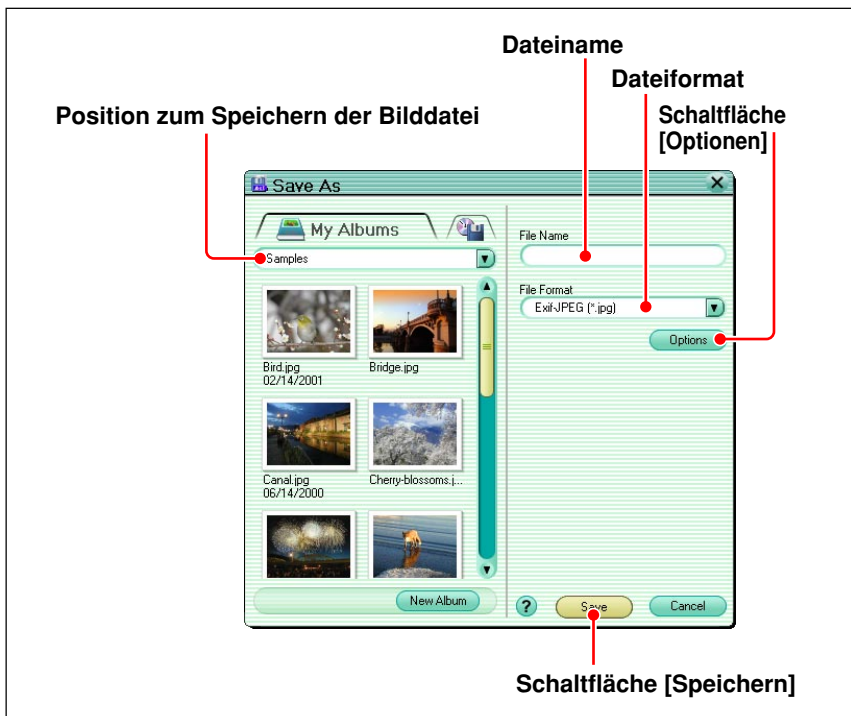 Dateiname
Dateiformat
Position zum Speichern der Bilddatei
Schaltfläche
[Optionen]
Save As
My Albums
Samples
File Name
File Format
Exif-JPEG (*.jpg)
Options
Bird.jpg
02/14/2001
Bridge.jpg
Canal.jpg
06/14/2000
Cherry-blossoms.j...
New Album
?
Save
Cancel
Schaltfläche [Speichern]